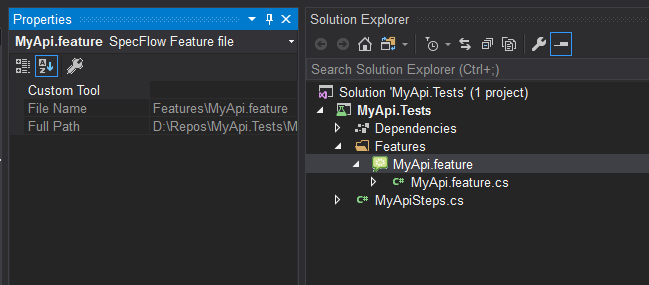 Properties
MyApi.feature SpecFlow Feature file
Custom Tool
File Name Features\MyApi.feature
Full Path D:\Repos\MyApi.Tests\M
Solution Explorer
Search Solution Explorer (Ctrl+;)
Solution 'MyApi.Tests' (1 project)
MyApi.Tests
Dependencies
Features
MyApi.feature
C# MyApi.feature.cs
C# MyApiSteps.cs